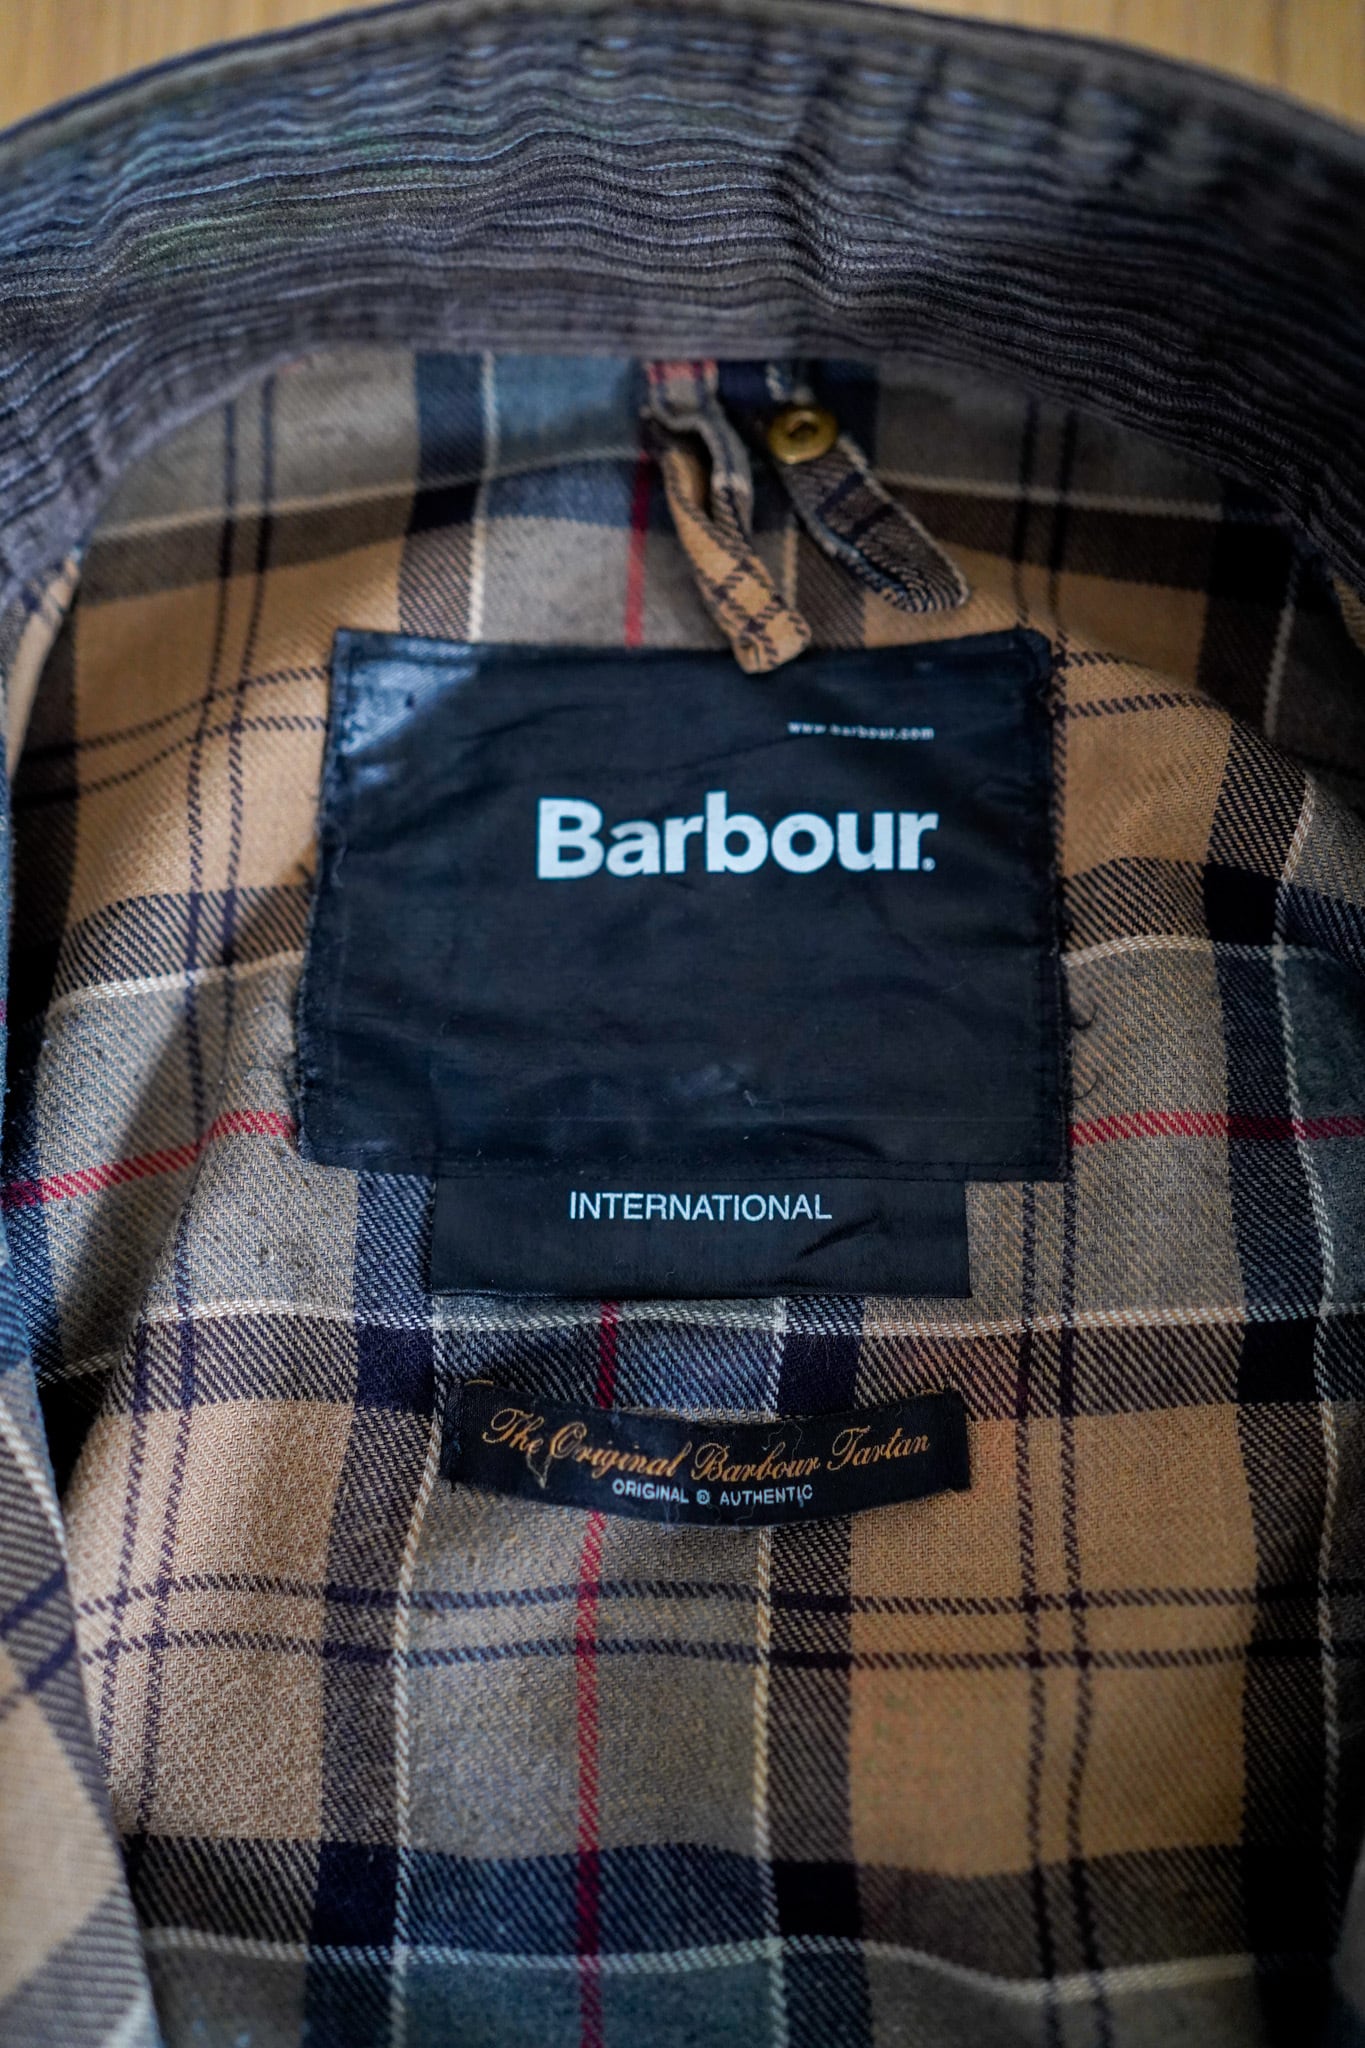 www.barbour.com
Barbour.
INTERNATIONAL
The Original Barbour Tartan
ORIGINAL @ AUTHENTIC